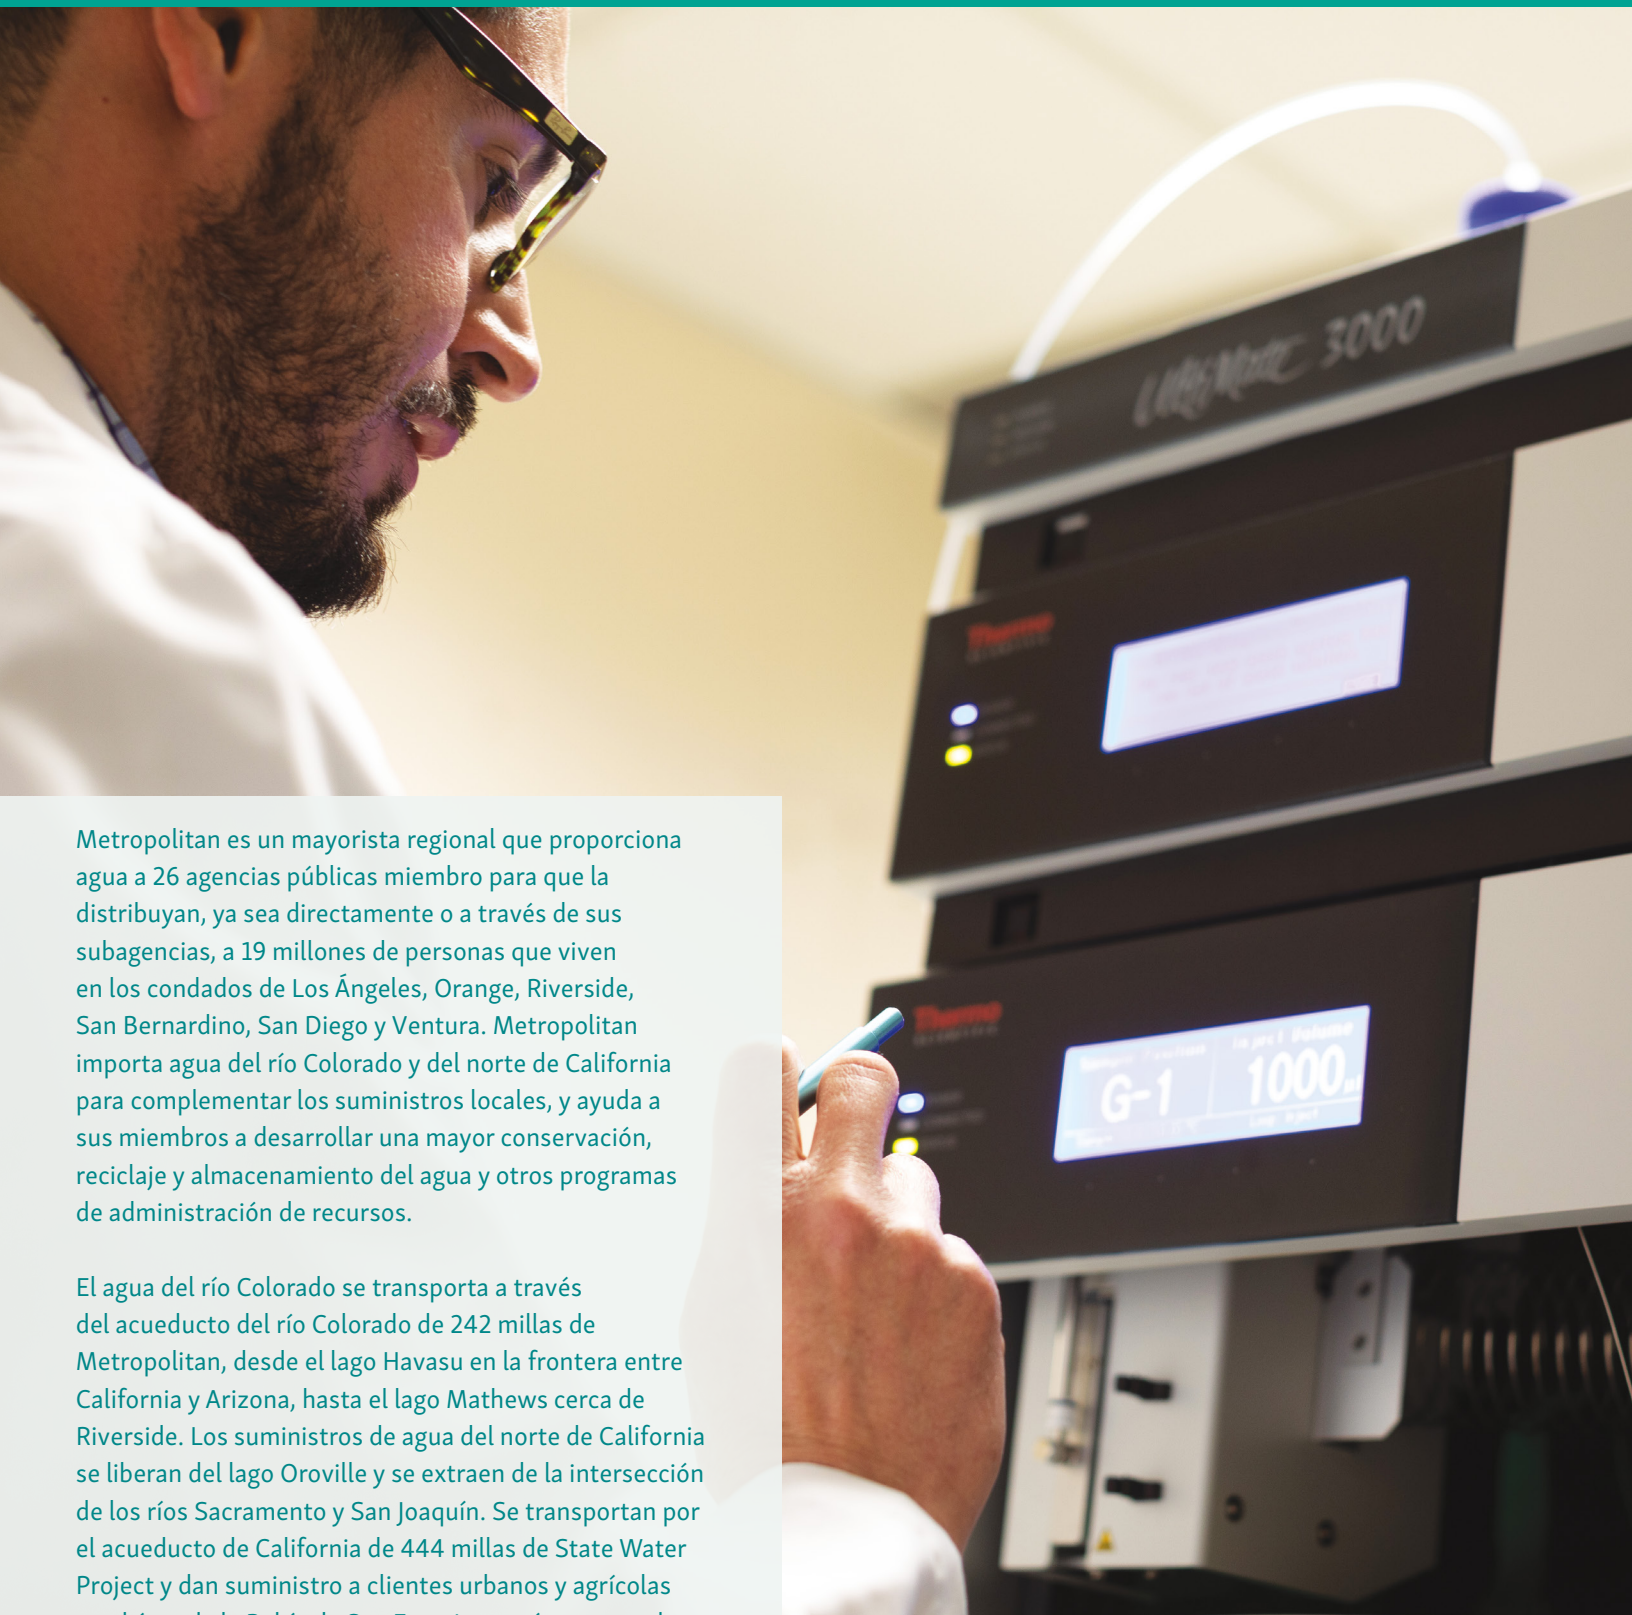 UltiMate 3000
Thermo
SCIENTIFIC
Thermo
SCIENTIFIC
G-1
Inject Volume
1000
Metropolitan es un mayorista regional que proporciona
agua a 26 agencias públicas miembro para que la
distribuyan, ya sea directamente o a través de sus
subagencias, a 19 millones de personas que viven
en los condados de Los Ángeles, Orange, Riverside,
San Bernardino, San Diego y Ventura. Metropolitan
importa agua del río Colorado y del norte de California
para complementar los suministros locales, y ayuda a
sus miembros a desarrollar una mayor conservación,
reciclaje y almacenamiento del agua y otros programas
de administración de recursos.
El agua del río Colorado se transporta a través
del acueducto del río Colorado de 242 millas de
Metropolitan, desde el lago Havasu en la frontera entre
California y Arizona, hasta el lago Mathews cerca de
Riverside. Los suministros de agua del norte de California
se liberan del lago Oroville y se extraen de la intersección
de los ríos Sacramento y San Joaquín. Se transportan por
el acueducto de California de 444 millas de State Water
Project y dan suministro a clientes urbanos y agrícolas